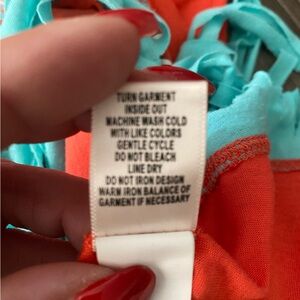 TURN GARMENT
INSIDE OUT
MACHINE WASH COLD
WITH LIKE COLORS
GENTLE CYCLE
DO NOT BLEACH
LINE DRY
DO NOT IRON DESIGN
WARM IRON BALANCE OF
GARMENT IF NECESSARY